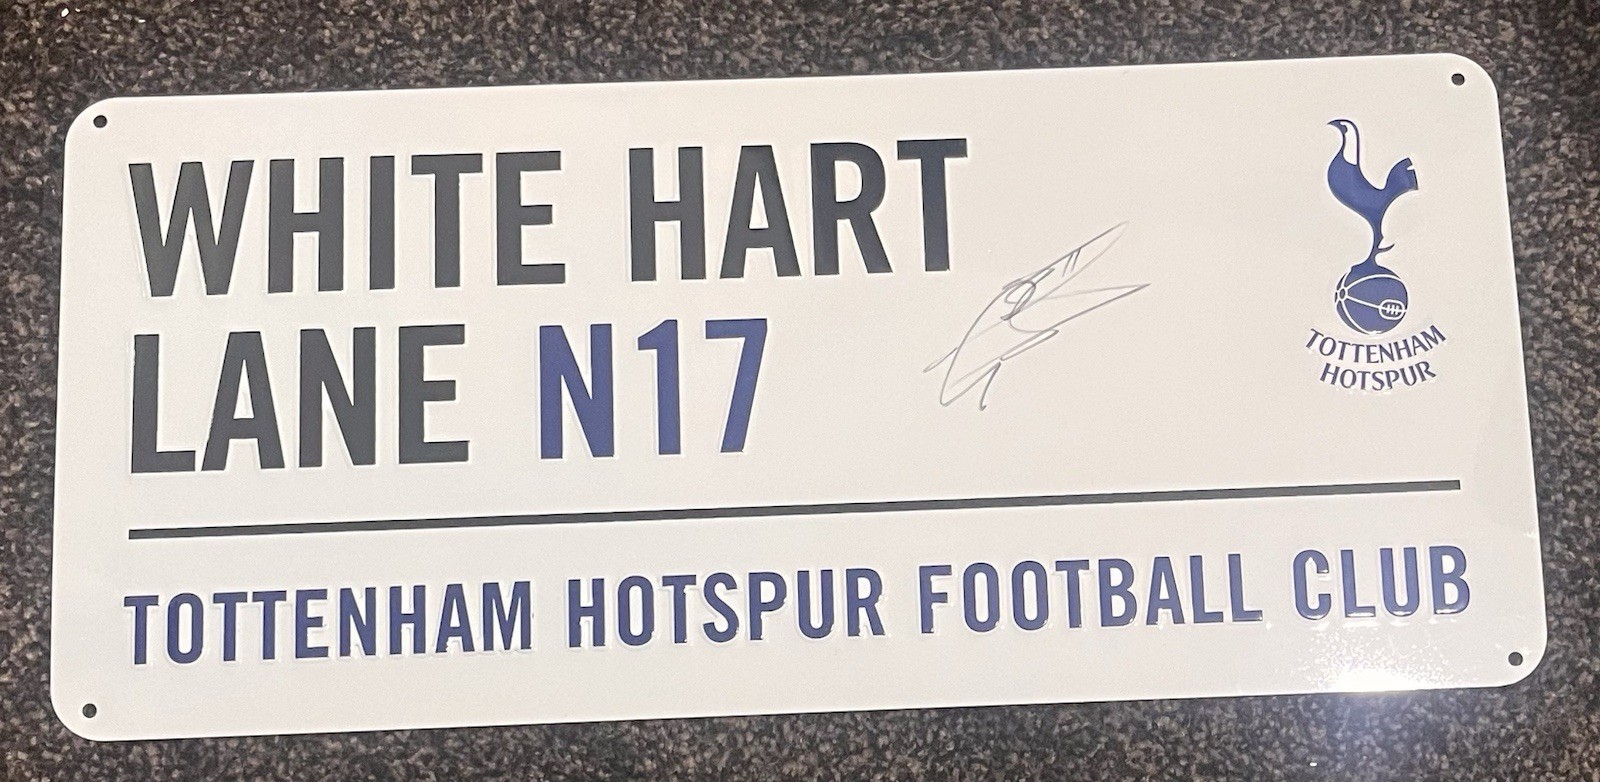 WHITE HART
LANE N17
TOTTENHAM
HOTSPUR
TOTTENHAM HOTSPUR FOOTBALL CLUB